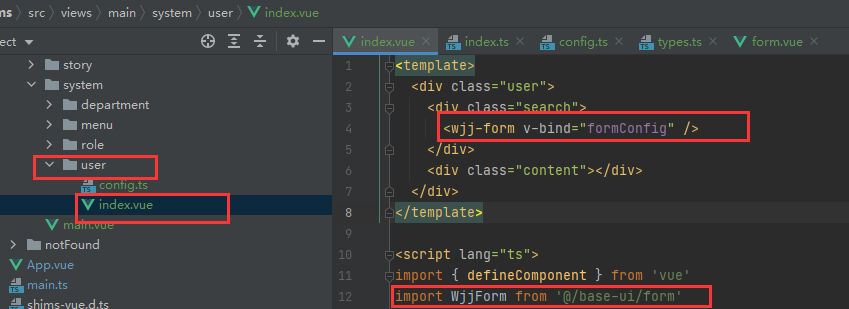 ms › src › views › main › system › user › index.vue
ect
index.vue
index.ts
config.ts
types.ts
form.vue
story
system
department
menu
role
user
config.ts
index.vue
main.vue
notFound
App.vue
main.ts
shims-vue.d.ts
1 <template>
2 <div class="user">
3 <div class="search">
4 <wjj-form v-bind="formConfig" />
5 </div>
6 <div class="content"></div>
7 </div>
8 </template>
9
10 <script lang="ts">
11 import { defineComponent } from 'vue'
12 import WjjForm from '@/base-ui/form'